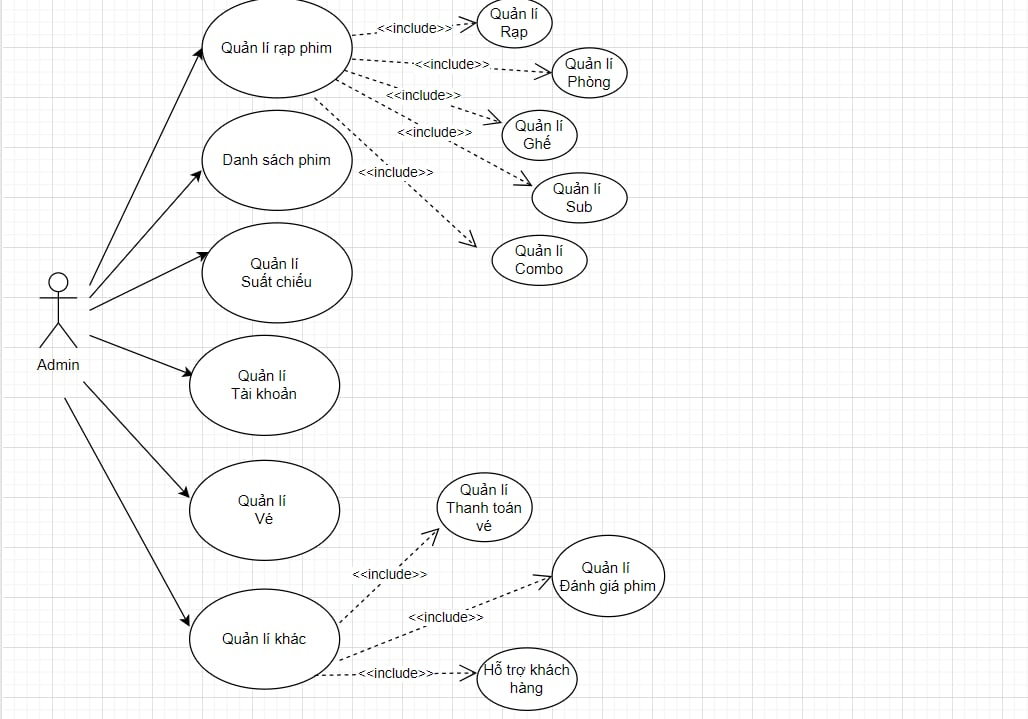 Quản lí rạp phim
<<include>>
Quản lí
Rạp
<<include>>
Quản lí
Phòng
<<include>>
Quản lí
Ghế
<<include>>
Quản lí
Sub
<<include>>
Quản lí
Combo
Danh sách phim
Quản lí
Suất chiếu
Admin
Quản lí
Tài khoản
Quản lí
Vé
Quản lí khác
<<include>>
Quản lí
Thanh toán
vé
<<include>>
Quản lí
Đánh giá phim
<<include>>
Hỗ trợ khách
hàng